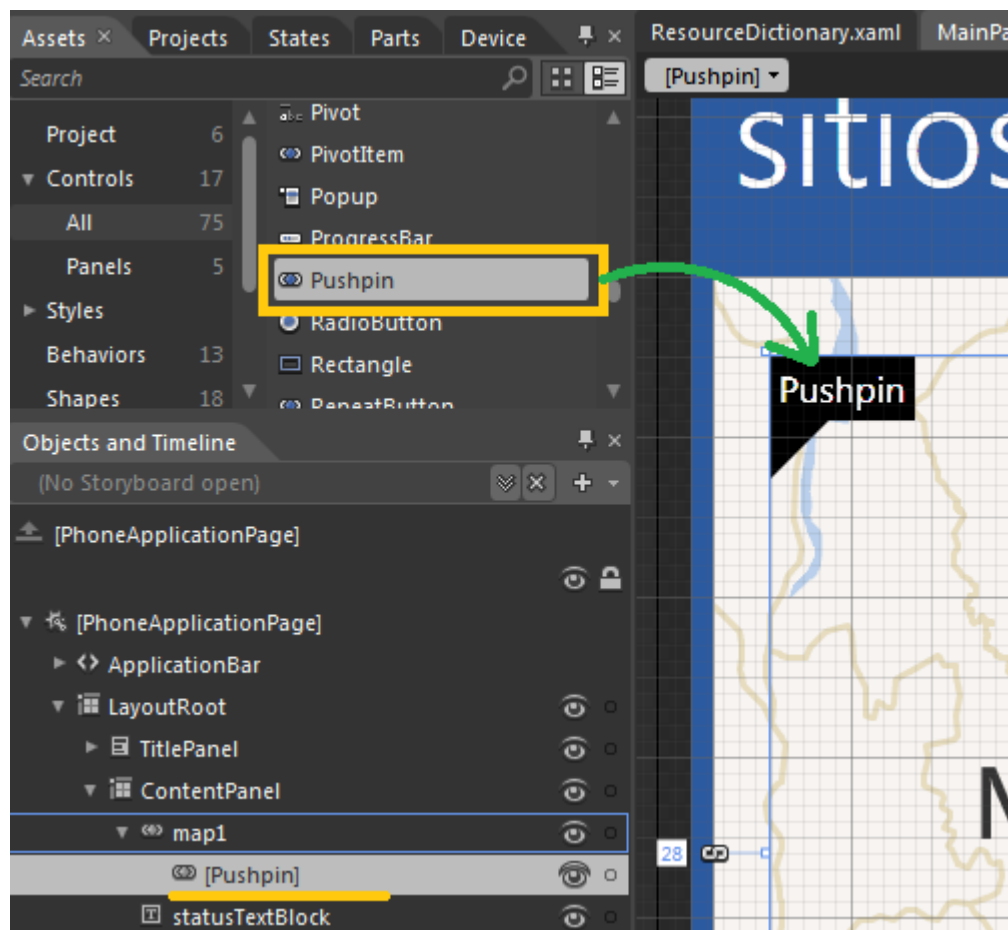 Assets × Projects States Parts Device
Search
Project 6
Controls 17
All 75
Panels 5
Styles
Behaviors 13
Shapes 18
abc Pivot
PivotItem
Popup
ProgressBar
Pushpin
RadioButton
Rectangle
RepeatButton
Objects and Timeline
(No Storyboard open)
[PhoneApplicationPage]
[PhoneApplicationPage]
ApplicationBar
LayoutRoot
TitlePanel
ContentPanel
map1
[Pushpin]
T statusTextBlock
ResourceDictionary.xaml MainPa
[Pushpin]
sitios
Pushpin
M
28